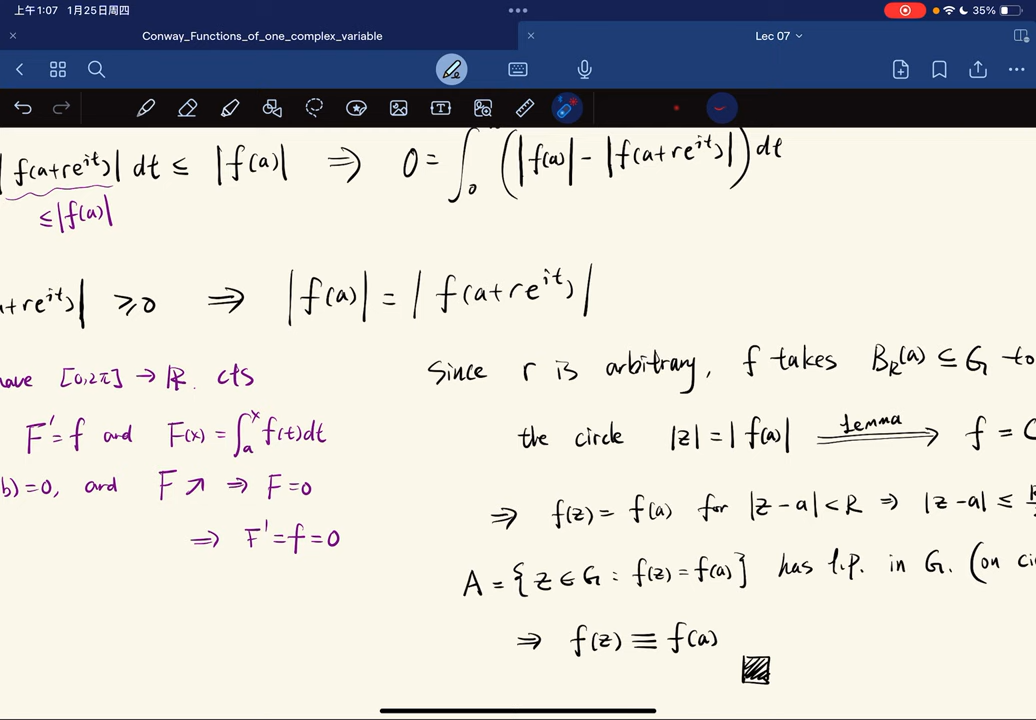 上午1:07 1月25日周四
35%
Conway_Functions_of_one_complex_variable
Lec 07
| f(a+re^{it}) | dt ≤ |f(a)| ⇒ 0 = ∫_0 (|f(a)| - |f(a+re^{it})|) dt
≤ |f(a)|
a+re^{it})| ≥ 0 ⇒ |f(a)| = | f(a+re^{it}) |
have [0,2π] → ℝ. cts
F' = f and F(x) = ∫_a^x f(t)dt
b) = 0, and F ↗ ⇒ F = 0
⇒ F' = f = 0
Since r is arbitrary, f takes B_R(a) ⊆ G to
the circle |z| = |f(a)| ⟹ Lemma f = C
⇒ f(z) = f(a) for |z-a| < R ⇒ |z-a| ≤ R
A = {z ∈ G : f(z) = f(a)} has l.p. in G. (on ci
⇒ f(z) ≡ f(a)